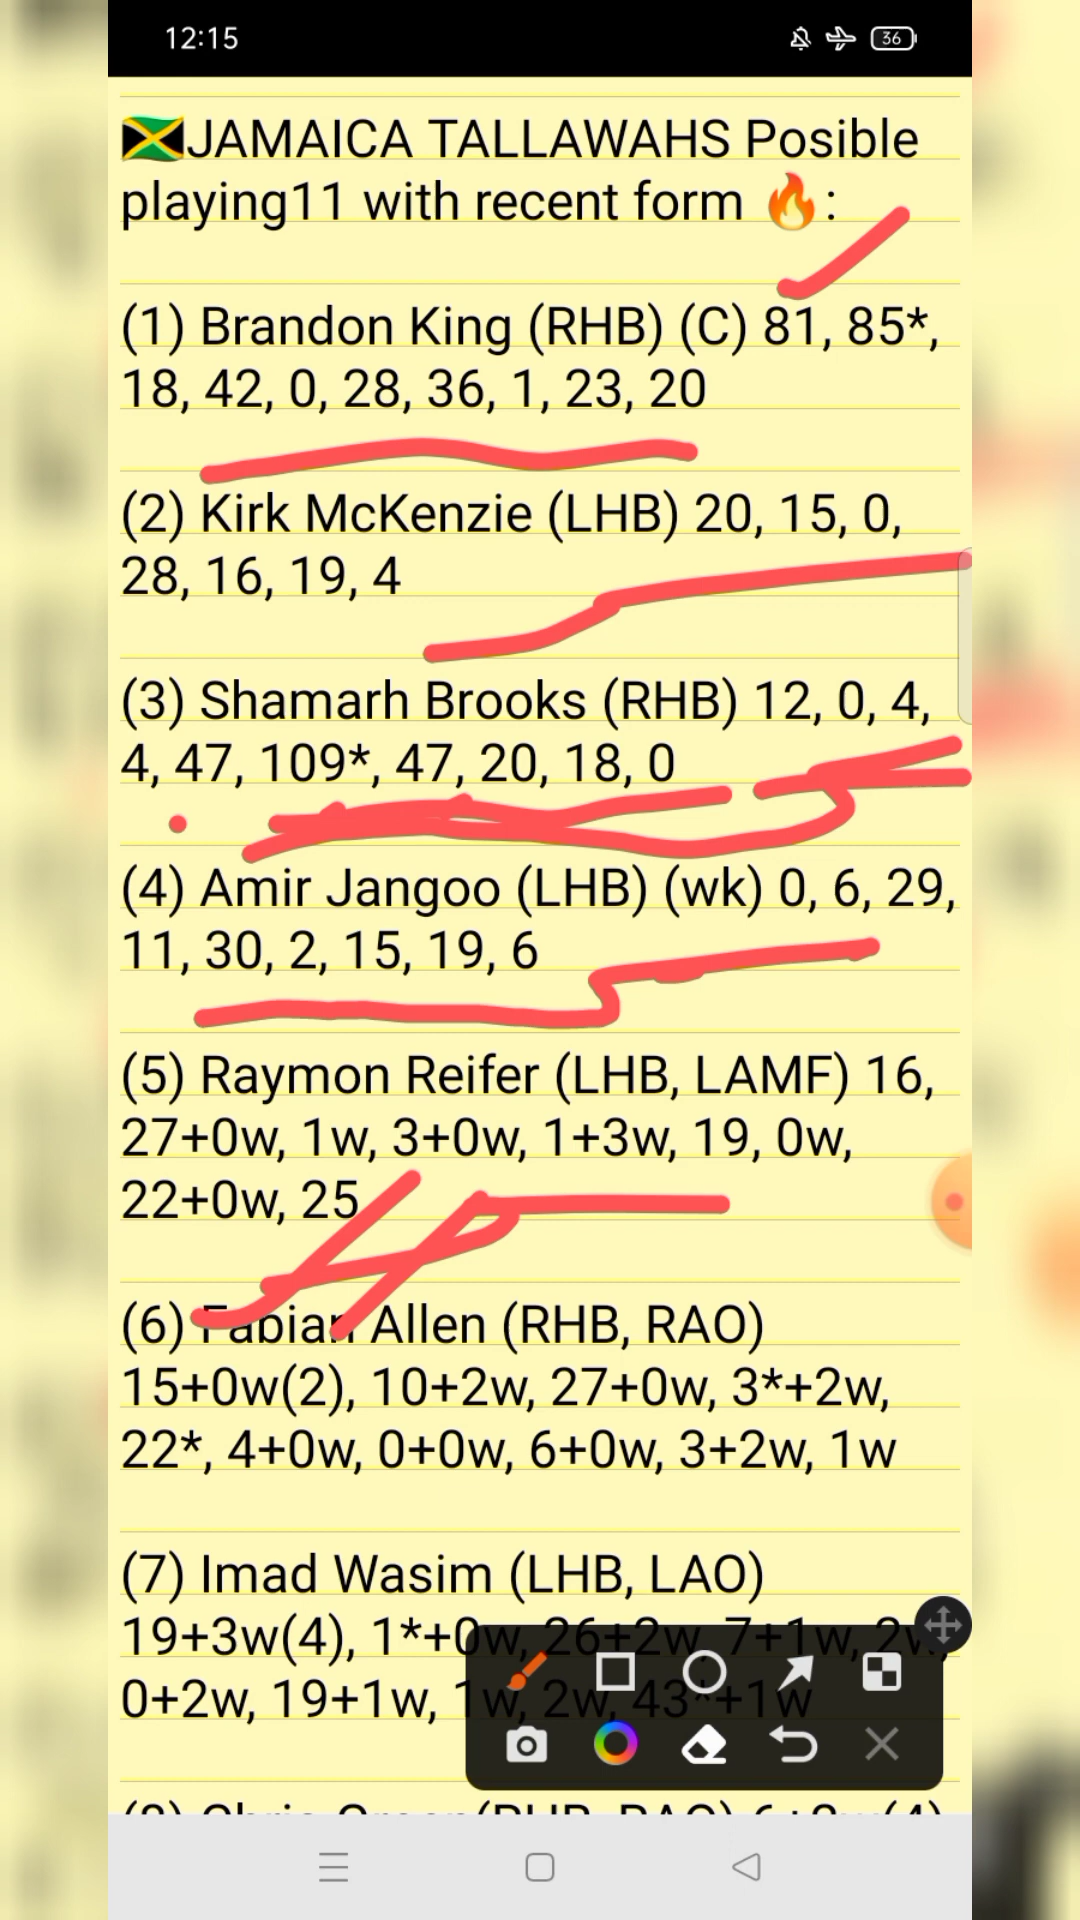 12:15
36
🇯🇲JAMAICA TALLAWAHS Posible
playing11 with recent form 🔥:
(1) Brandon King (RHB) (C) 81, 85*,
18, 42, 0, 28, 36, 1, 23, 20
(2) Kirk McKenzie (LHB) 20, 15, 0,
28, 16, 19, 4
(3) Shamarh Brooks (RHB) 12, 0, 4,
4, 47, 109*, 47, 20, 18, 0
(4) Amir Jangoo (LHB) (wk) 0, 6, 29,
11, 30, 2, 15, 19, 6
(5) Raymon Reifer (LHB, LAMF) 16,
27+0w, 1w, 3+0w, 1+3w, 19, 0w,
22+0w, 25
(6) Fabian Allen (RHB, RAO)
15+0w(2), 10+2w, 27+0w, 3*+2w,
22*, 4+0w, 0+0w, 6+0w, 3+2w, 1w
(7) Imad Wasim (LHB, LAO)
19+3w(4), 1*+0w, 26+2w, 7+1w, 2w,
0+2w, 19+1w, 1w, 2w, 43*+1w